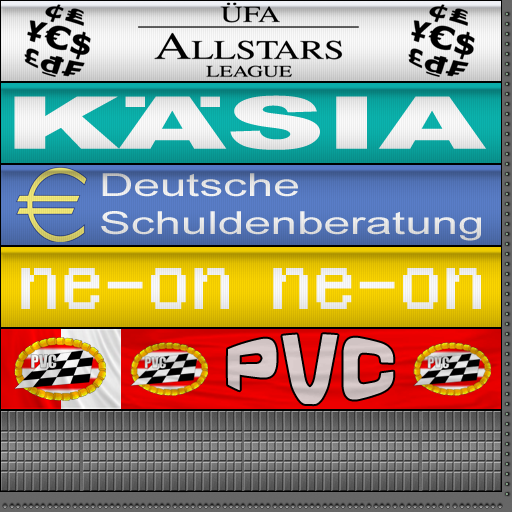 ÜFA
ALLSTARS
LEAGUE
¢ ₤
¥ € $
£ ₫ ₣
¢ ₤
¥ € $
£ ₫ ₣
KÄSIA
€ Deutsche
Schuldenberatung
ne-on ne-on
PVC PVC PVC PVC